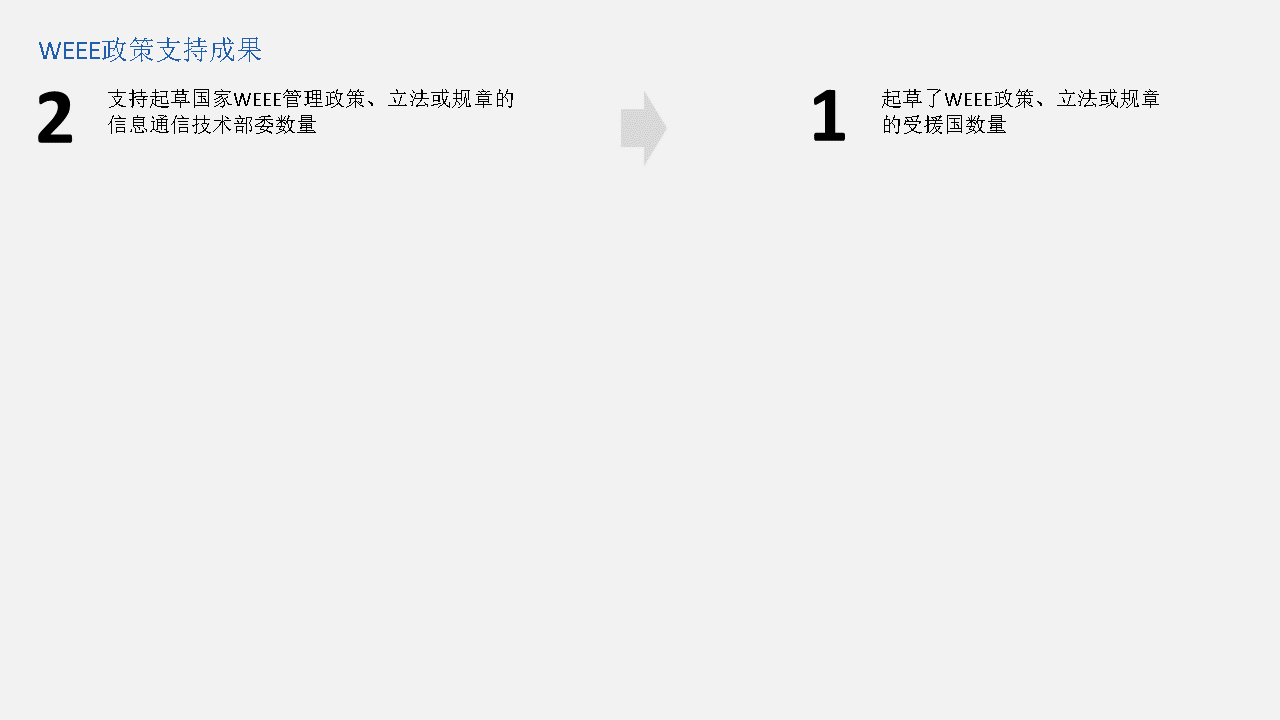 WEEE政策支持成果
2
支持起草国家WEEE管理政策、立法或规章的
信息通信技术部委数量
1
起草了WEEE政策、立法或规章
的受援国数量